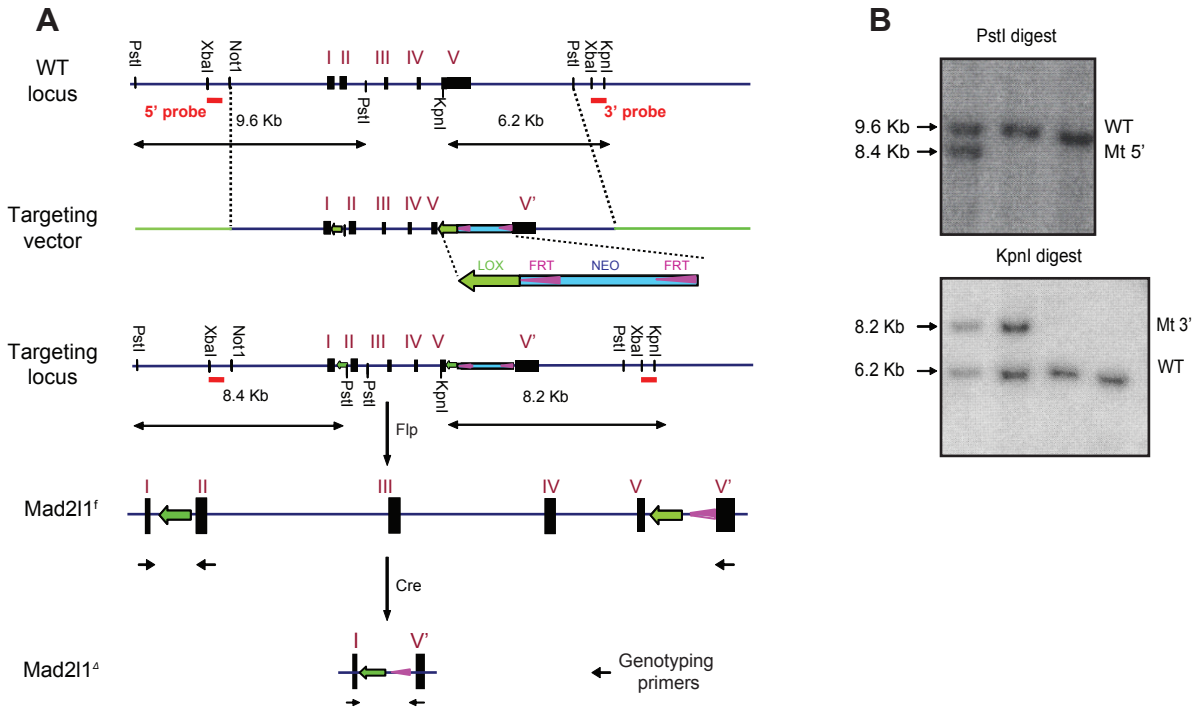 A
WT locus
PstI
XbaI
Not1
I II III IV V
PstI
KpnI
PstI
XbaI
KpnI
5’ probe
3’ probe
9.6 Kb
6.2 Kb
Targeting vector
I II III IV V V’
LOX FRT NEO FRT
Targeting locus
PstI
XbaI
Not1
I II III IV V V’
PstI
PstI
KpnI
PstI
XbaI
KpnI
8.4 Kb
8.2 Kb
Flp
Mad2l1ᶠ
I II III IV V V’
Cre
Mad2l1Δ
I V’
Genotyping primers
B
PstI digest
9.6 Kb
WT
8.4 Kb
Mt 5’
KpnI digest
8.2 Kb
Mt 3’
6.2 Kb
WT